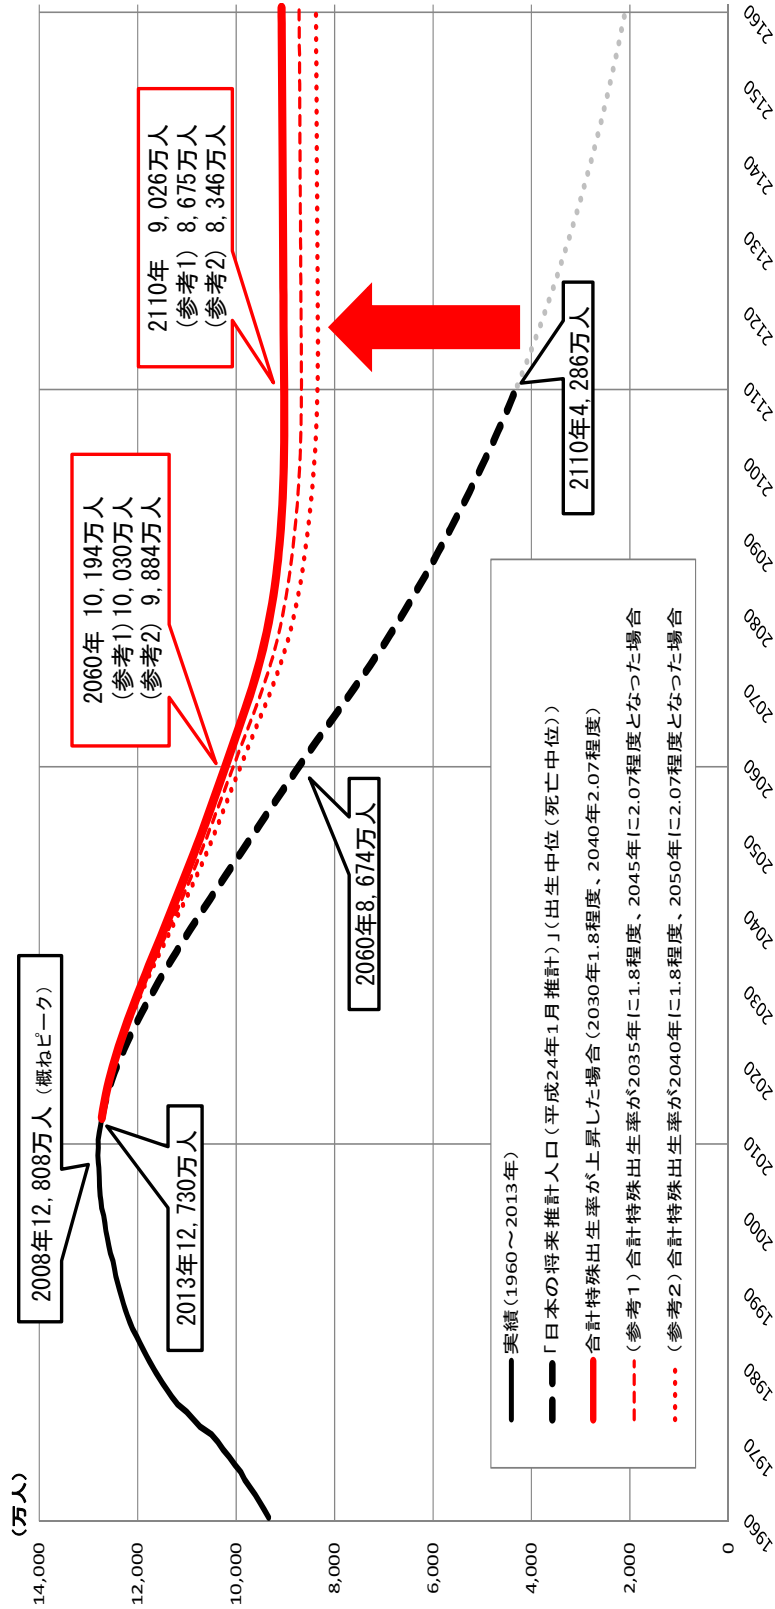 (万人)
14,000
12,000
10,000
8,000
6,000
4,000
2,000
0
2008年12,808万人 (概ねピーク)
2013年12,730万人
2060年 10,194万人
(参考1)10,030万人
(参考2) 9,884万人
2110年 9,026万人
(参考1) 8,675万人
(参考2) 8,346万人
2060年8,674万人
2110年4,286万人
実績(1960～2013年)
「日本の将来推計人口(平成24年1月推計)」(出生中位(死亡中位))
合計特殊出生率が上昇した場合(2030年1.8程度、2040年2.07程度)
(参考1)合計特殊出生率が2035年に1.8程度、2045年に2.07程度となった場合
(参考2)合計特殊出生率が2040年に1.8程度、2050年に2.07程度となった場合
1960
1970
1980
1990
2000
2010
2020
2030
2040
2050
2060
2070
2080
2090
2100
2110
2120
2130
2140
2150
2160